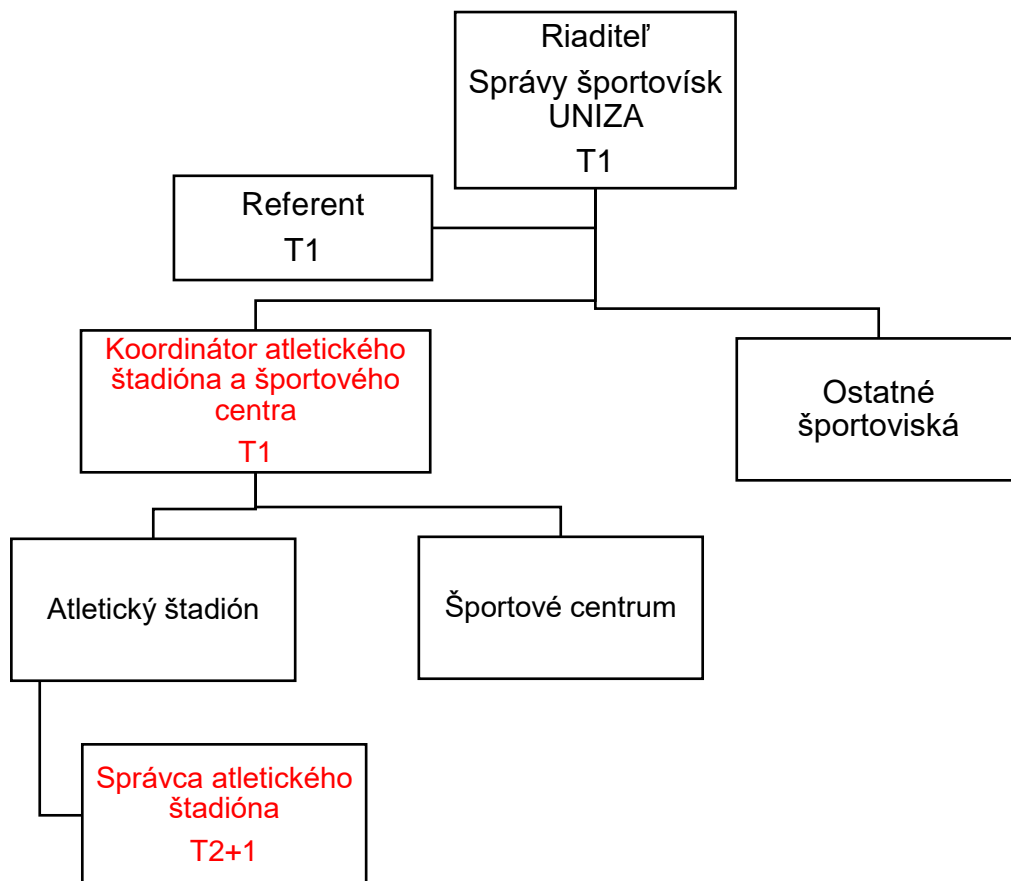 Riaditeľ
Správy športovísk
UNIZA
T1
Referent
T1
Koordinátor atletického
štadióna a športového
centra
T1
Ostatné
športoviská
Atletický štadión
Športové centrum
Správca atletického
štadióna
T2+1